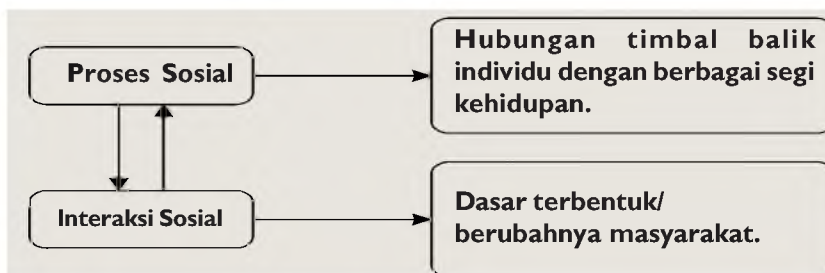 Proses Sosial
Hubungan timbal balik
individu dengan berbagai segi
kehidupan.
Interaksi Sosial
Dasar terbentuk/
berubahnya masyarakat.